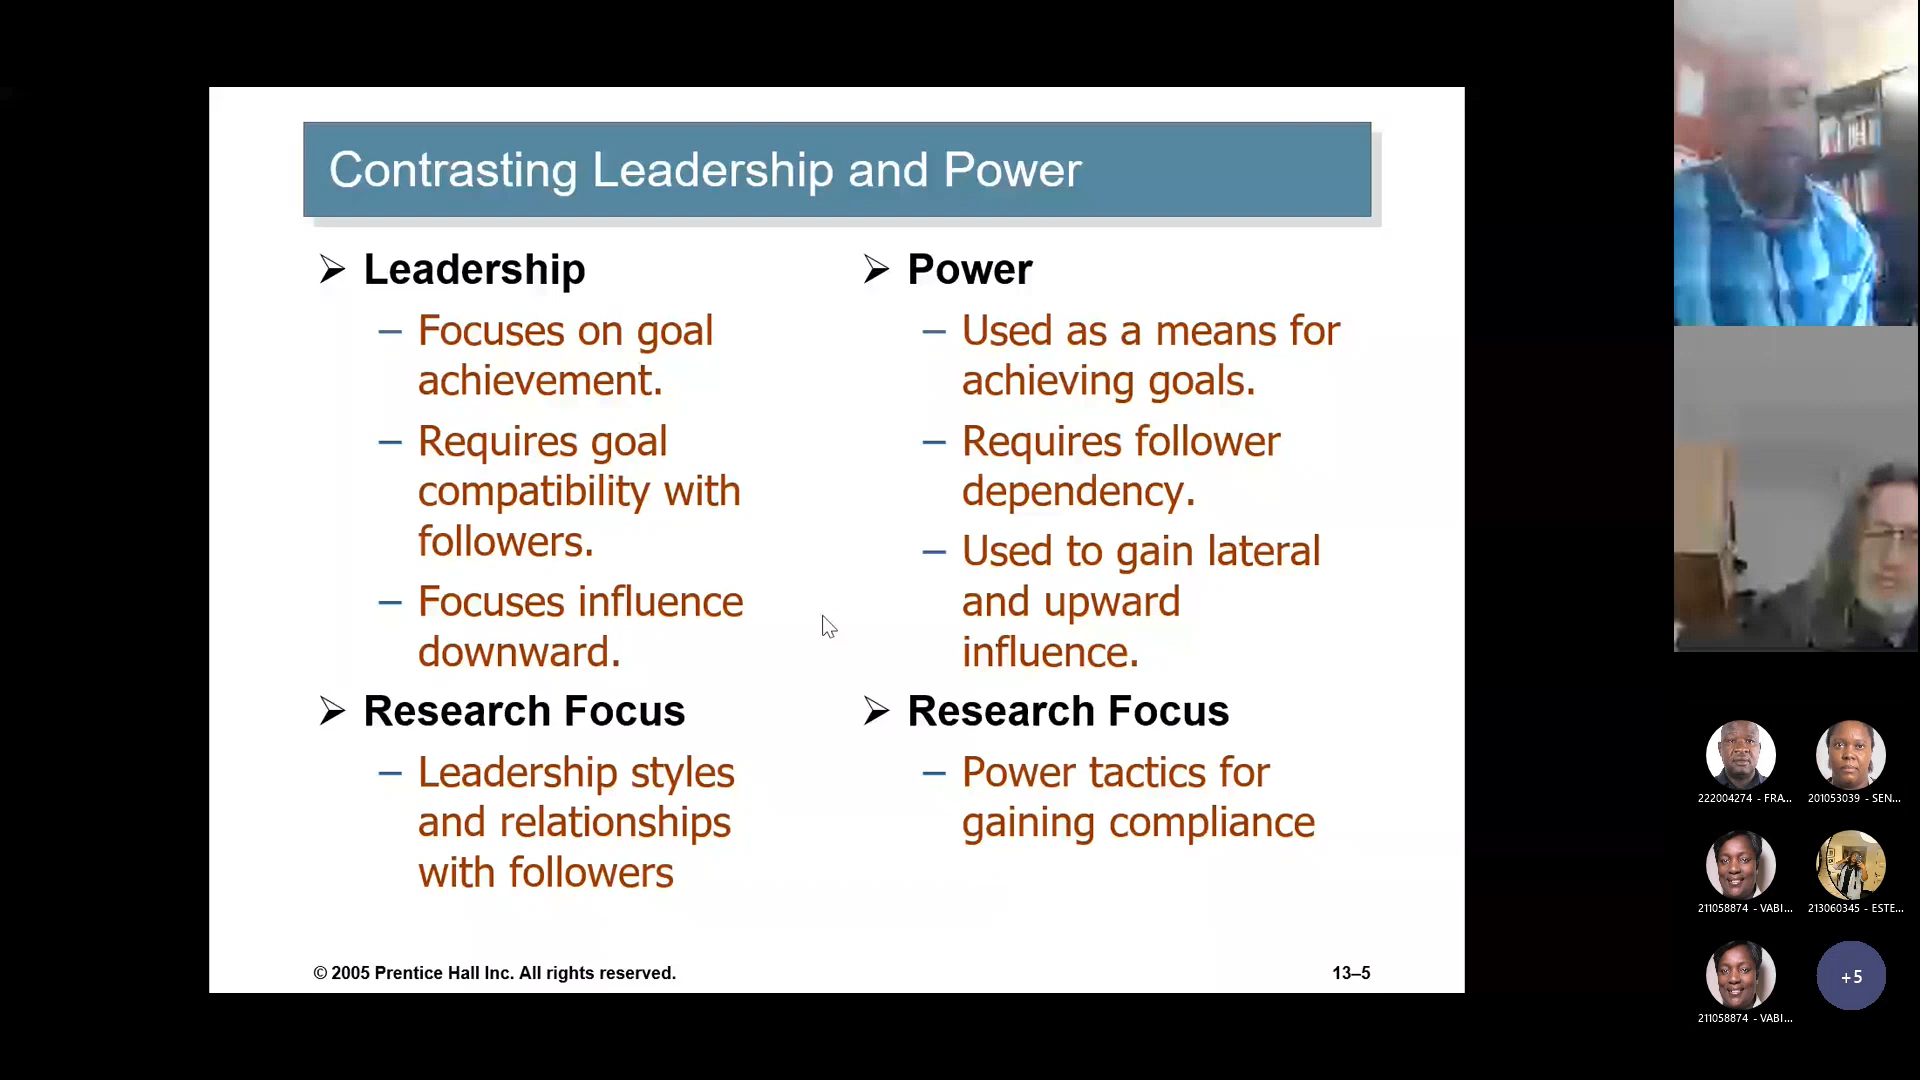 Contrasting Leadership and Power
➢ Leadership
– Focuses on goal
achievement.
– Requires goal
compatibility with
followers.
– Focuses influence
downward.
➢ Research Focus
– Leadership styles
and relationships
with followers
➢ Power
– Used as a means for
achieving goals.
– Requires follower
dependency.
– Used to gain lateral
and upward
influence.
➢ Research Focus
– Power tactics for
gaining compliance
© 2005 Prentice Hall Inc. All rights reserved.
13–5
222004274 - FRA...
201053039 - SEN...
211058874 - VABI...
213060345 - ESTE...
211058874 - VABI...
+5